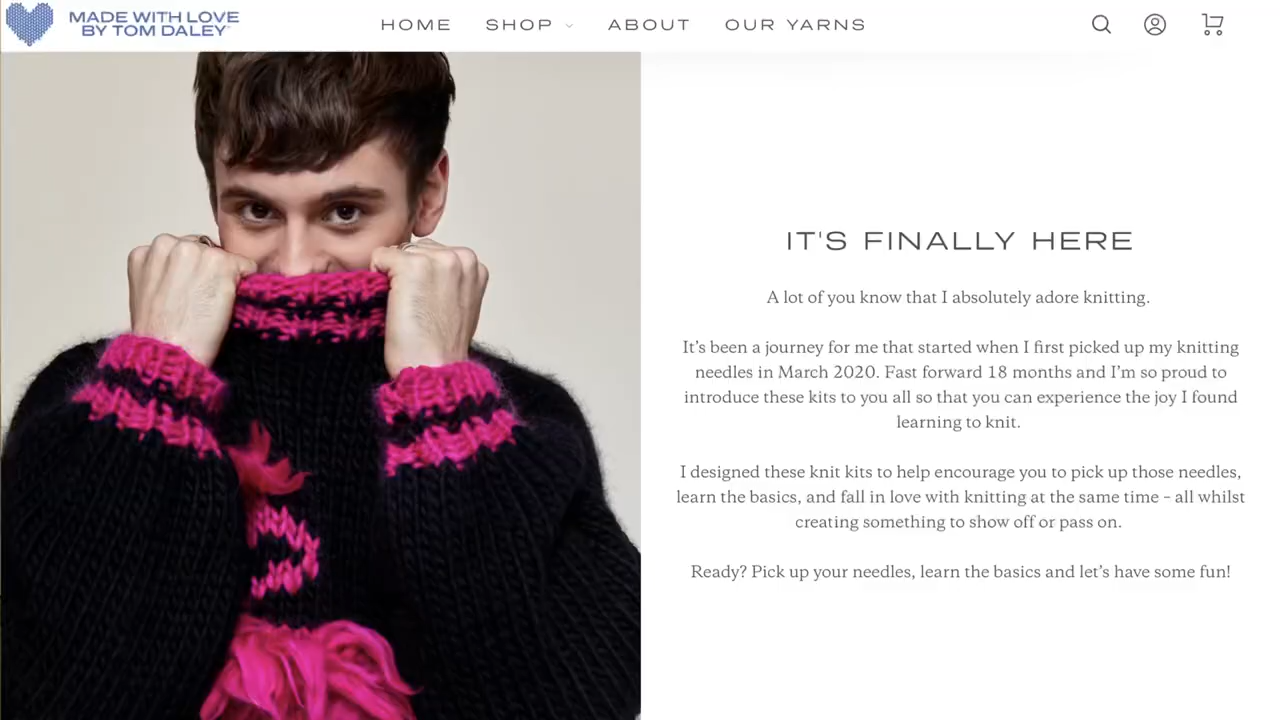 MADE WITH LOVE
BY TOM DALEY
HOME SHOP ABOUT OUR YARNS
IT'S FINALLY HERE
A lot of you know that I absolutely adore knitting.
It's been a journey for me that started when I first picked up my knitting
needles in March 2020. Fast forward 18 months and I'm so proud to
introduce these kits to you all so that you can experience the joy I found
learning to knit.
I designed these knit kits to help encourage you to pick up those needles,
learn the basics, and fall in love with knitting at the same time – all whilst
creating something to show off or pass on.
Ready? Pick up your needles, learn the basics and let's have some fun!